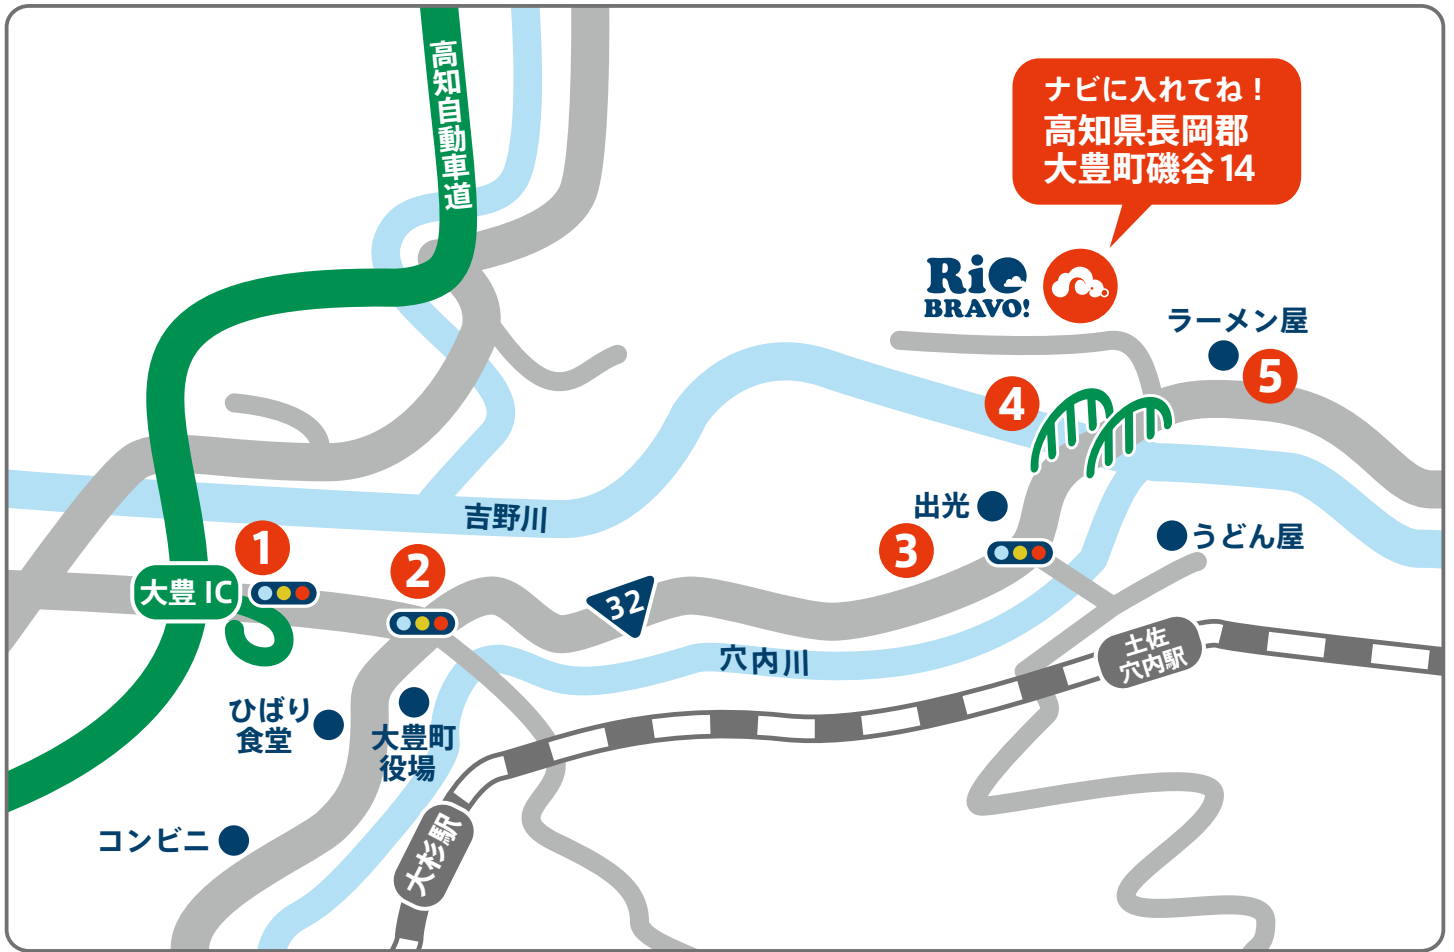 高知自動車道
ナビに入れてね！
高知県長岡郡
大豊町磯谷14
Rio
BRAVO!
ラーメン屋
5
4
出光
吉野川
うどん屋
1
2
3
大豊 IC
32
土佐
穴内駅
穴内川
ひばり
食堂
大豊町
役場
コンビニ
大杉駅